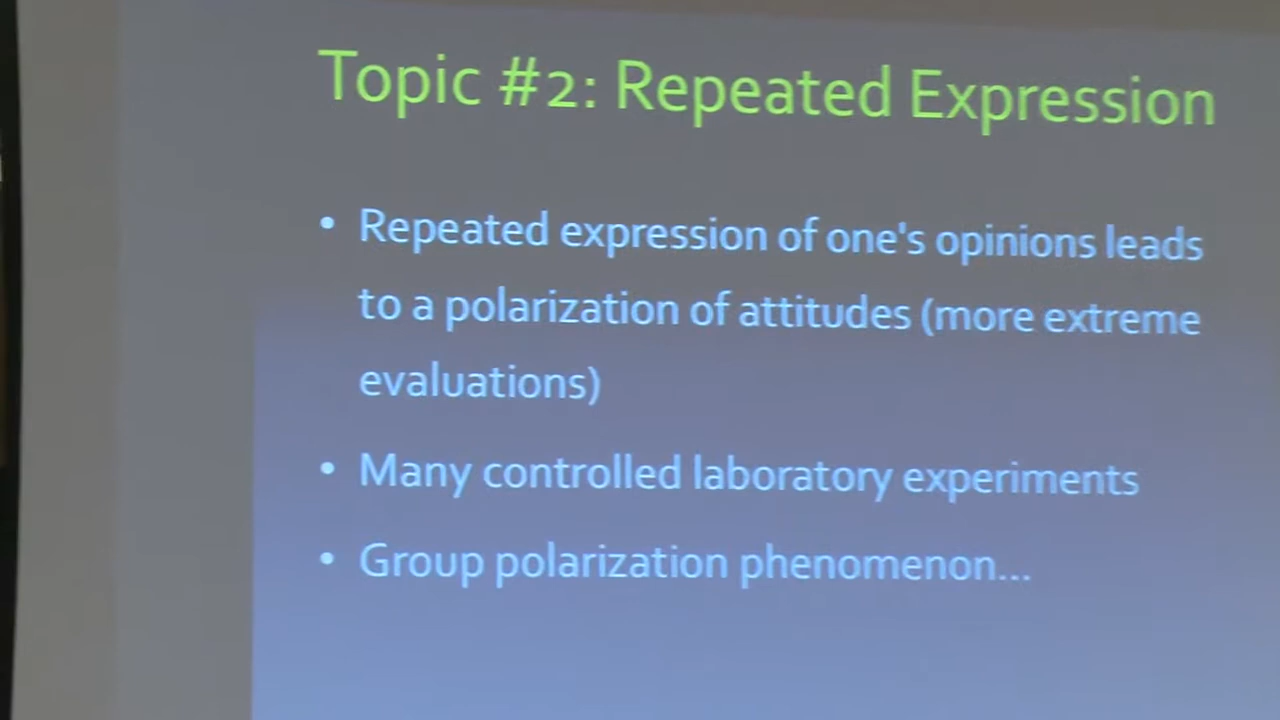 Topic #2: Repeated Expression
• Repeated expression of one's opinions leads
to a polarization of attitudes (more extreme
evaluations)
• Many controlled laboratory experiments
• Group polarization phenomenon...